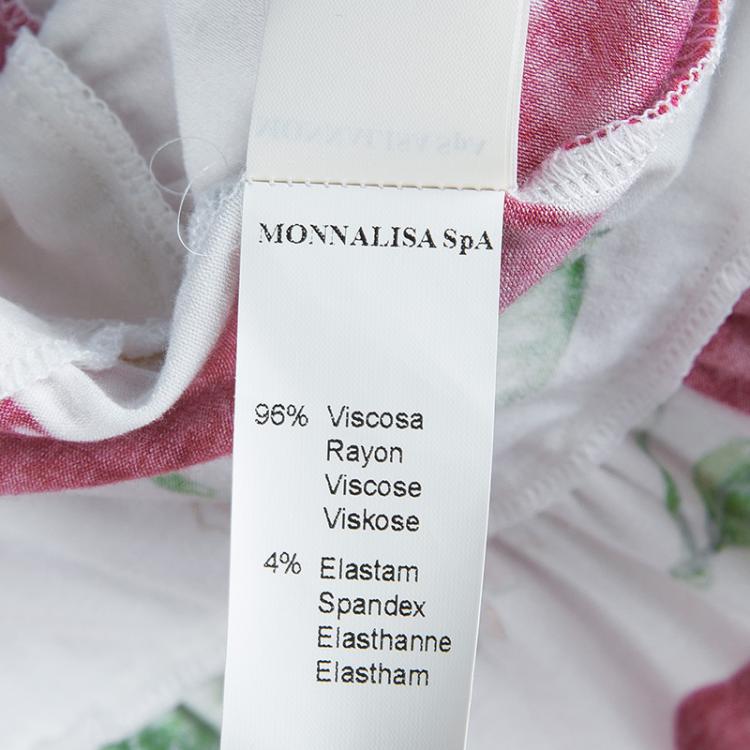 MONNALISA SpA
96% Viscosa
Rayon
Viscose
Viskose
4% Elastam
Spandex
Elasthanne
Elastham